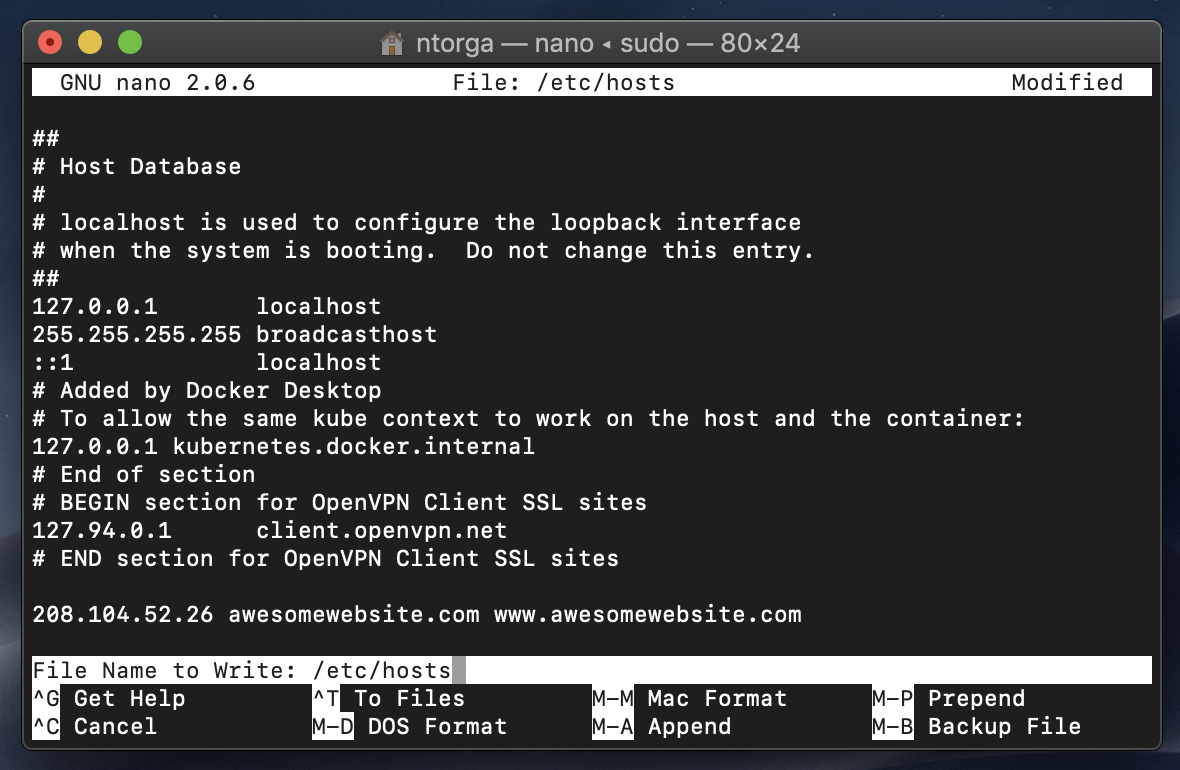 ntorga — nano ◂ sudo — 80×24
GNU nano 2.0.6 File: /etc/hosts Modified
##
# Host Database
#
# localhost is used to configure the loopback interface
# when the system is booting.  Do not change this entry.
##
127.0.0.1       localhost
255.255.255.255 broadcasthost
::1             localhost
# Added by Docker Desktop
# To allow the same kube context to work on the host and the container:
127.0.0.1 kubernetes.docker.internal
# End of section
# BEGIN section for OpenVPN Client SSL sites
127.94.0.1      client.openvpn.net
# END section for OpenVPN Client SSL sites
208.104.52.26 awesomewebsite.com www.awesomewebsite.com
File Name to Write: /etc/hosts
^G Get Help ^T To Files M-M Mac Format M-P Prepend
^C Cancel M-D DOS Format M-A Append M-B Backup File